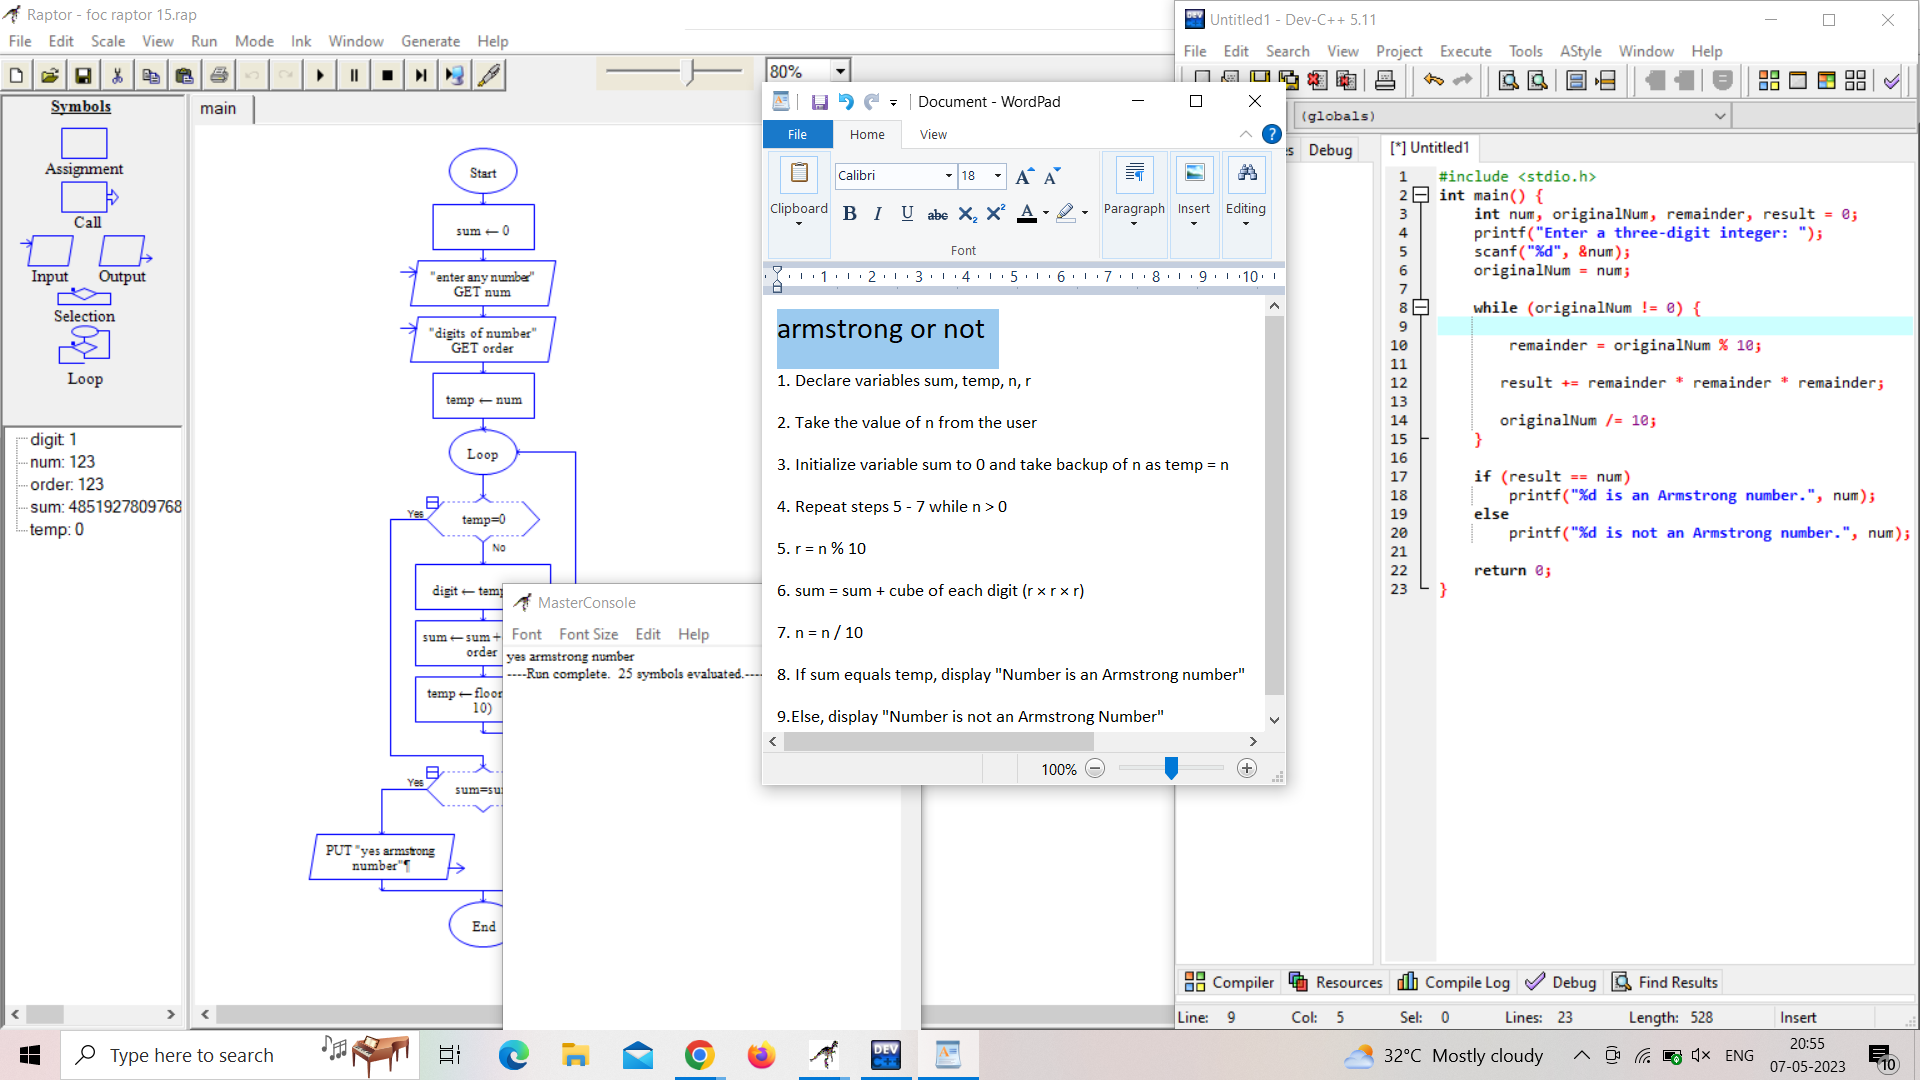 Raptor - foc raptor 15.rap
File Edit Scale View Run Mode Ink Window Generate Help
80%
Symbols
Assignment
Call
Input Output
Selection
Loop
digit: 1
num: 123
order: 123
sum: 4851927809768
temp: 0
main
Start
sum ← 0
"enter any number"
GET num
"digits of number"
GET order
temp ← num
Loop
Yes
temp=0
No
digit ←
sum ← sum +
order
temp ← floor
10)
Yes
PUT "yes armstrong
number"¶
End
MasterConsole
Font Font Size Edit Help
yes armstrong number
----Run complete. 25 symbols evaluated.----
Document - WordPad
File Home View
Clipboard
Calibri 18
B I U abc X₂ X² A
Font
Paragraph Insert Editing
1 2 3 4 5 6 7 8 9 10
armstrong or not
1. Declare variables sum, temp, n, r
2. Take the value of n from the user
3. Initialize variable sum to 0 and take backup of n as temp = n
4. Repeat steps 5 - 7 while n > 0
5. r = n % 10
6. sum = sum + cube of each digit (r × r × r)
7. n = n / 10
8. If sum equals temp, display "Number is an Armstrong number"
9.Else, display "Number is not an Armstrong Number"
100%
Untitled1 - Dev-C++ 5.11
File Edit Search View Project Execute Tools AStyle Window Help
(globals)
Debug
[*] Untitled1
1 #include <stdio.h>
2 int main() {
3 int num, originalNum, remainder, result = 0;
4 printf("Enter a three-digit integer: ");
5 scanf("%d", &num);
6 originalNum = num;
7
8 while (originalNum != 0) {
9
10 remainder = originalNum % 10;
11
12 result += remainder * remainder * remainder;
13
14 originalNum /= 10;
15 }
16
17 if (result == num)
18 printf("%d is an Armstrong number.", num);
19 else
20 printf("%d is not an Armstrong number.", num);
21
22 return 0;
23 }
Compiler Resources Compile Log Debug Find Results
Line: 9 Col: 5 Sel: 0 Lines: 23 Length: 528 Insert
Type here to search
DEV C++
32°C Mostly cloudy
ENG
20:55
07-05-2023
10